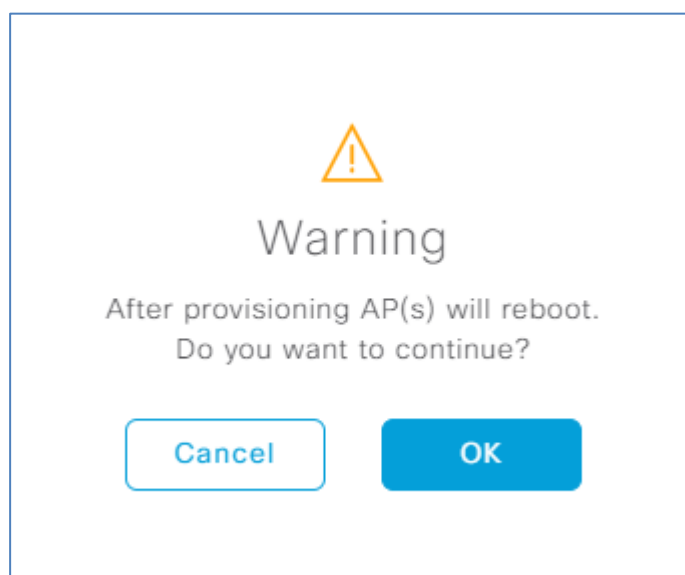 Warning
After provisioning AP(s) will reboot.
Do you want to continue?
Cancel
OK